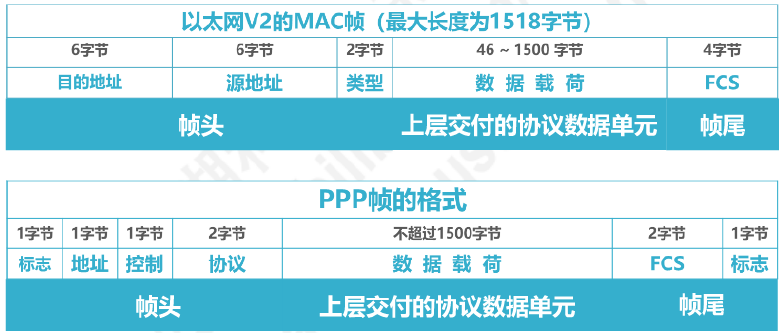 以太网V2的MAC帧（最大长度为1518字节）
6字节 6字节 2字节 46 ~ 1500 字节 4字节
目的地址 源地址 类型 数 据 载 荷 FCS
帧头 上层交付的协议数据单元 帧尾
PPP帧的格式
1字节 1字节 1字节 2字节 不超过1500字节 2字节 1字节
标志 地址 控制 协议 数 据 载 荷 FCS 标志
帧头 上层交付的协议数据单元 帧尾